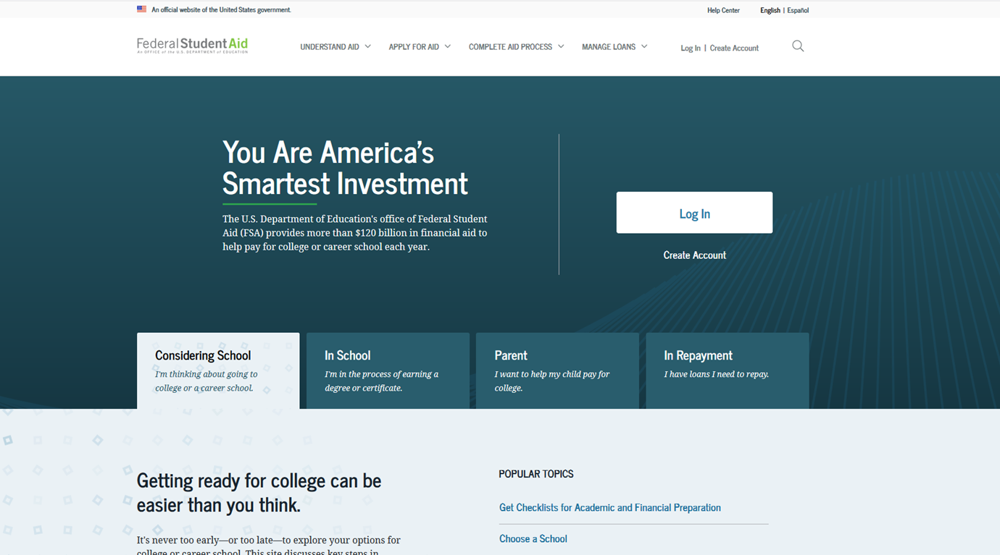 An official website of the United States government.
Help Center
English | Español
Federal Student Aid
An OFFICE of the U.S. DEPARTMENT of EDUCATION
UNDERSTAND AID
APPLY FOR AID
COMPLETE AID PROCESS
MANAGE LOANS
Log In | Create Account
You Are America's
Smartest Investment
The U.S. Department of Education's office of Federal Student
Aid (FSA) provides more than $120 billion in financial aid to
help pay for college or career school each year.
Log In
Create Account
Considering School
I'm thinking about going to
college or a career school.
In School
I'm in the process of earning a
degree or certificate.
Parent
I want to help my child pay for
college.
In Repayment
I have loans I need to repay.
Getting ready for college can be
easier than you think.
It's never too early—or too late—to explore your options for
college or career school. This site discusses key steps in
POPULAR TOPICS
Get Checklists for Academic and Financial Preparation
Choose a School